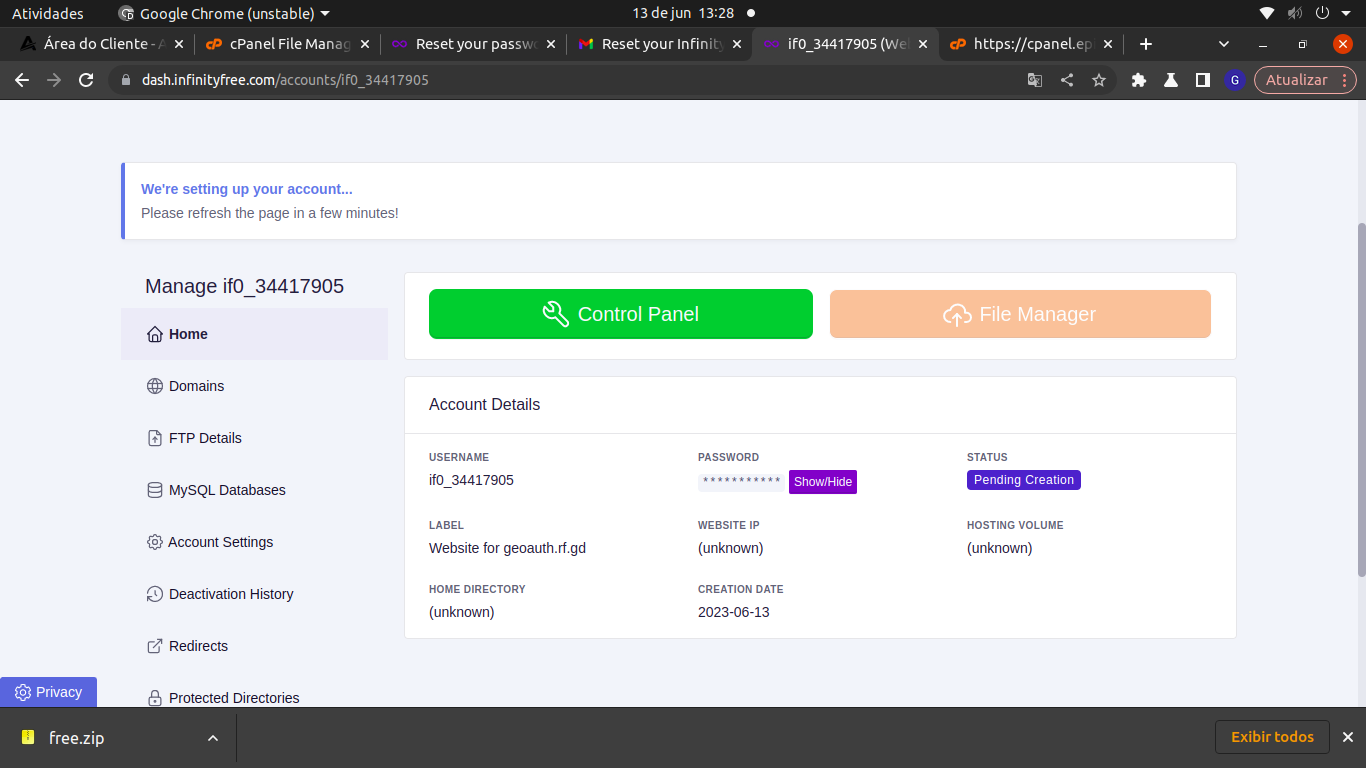 Atividades
Google Chrome (unstable)
13 de jun 13:28
Área do Cliente - A
cPanel File Manag
Reset your passwo
Reset your Infinity
if0_34417905 (Wel
https://cpanel.ep
dash.infinityfree.com/accounts/if0_34417905
G
Atualizar
We're setting up your account...
Please refresh the page in a few minutes!
Manage if0_34417905
Home
Domains
FTP Details
MySQL Databases
Account Settings
Deactivation History
Redirects
Protected Directories
Control Panel
File Manager
Account Details
USERNAME
if0_34417905
PASSWORD
***********
Show/Hide
STATUS
Pending Creation
LABEL
Website for geoauth.rf.gd
WEBSITE IP
(unknown)
HOSTING VOLUME
(unknown)
HOME DIRECTORY
(unknown)
CREATION DATE
2023-06-13
Privacy
free.zip
Exibir todos